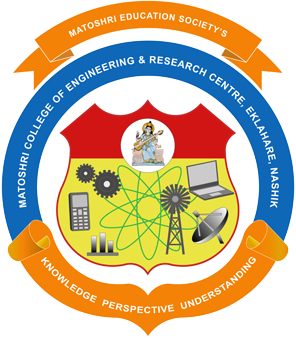 MATOSHRI EDUCATION SOCIETY'S
MATOSHRI COLLEGE OF ENGINEERING & RESEARCH CENTRE, EKLAHARE, NASHIK
KNOWLEDGE PERSPECTIVE UNDERSTANDING